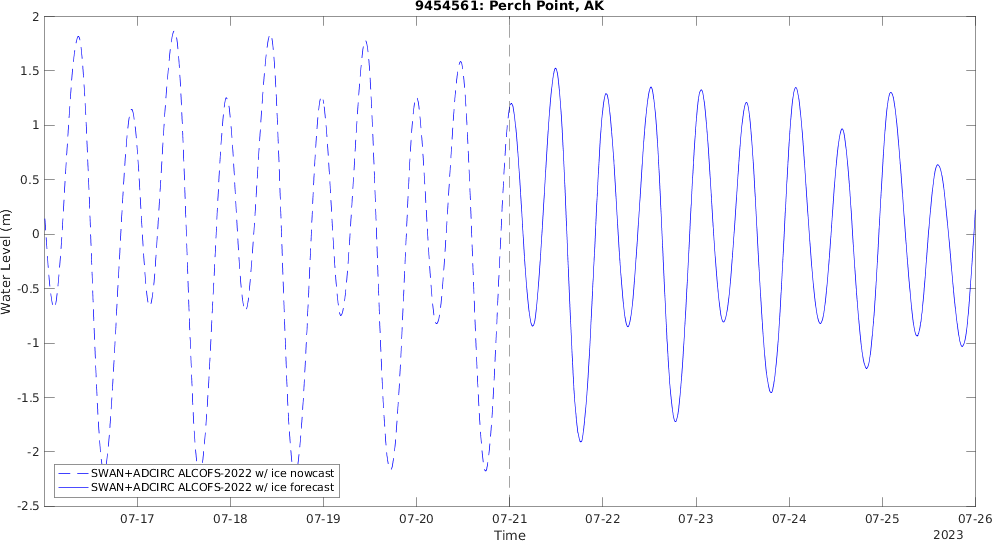 9454561: Perch Point, AK
Water Level (m)
2
1.5
1
0.5
0
-0.5
-1
-1.5
-2
-2.5
SWAN+ADCIRC ALCOFS-2022 w/ ice nowcast
SWAN+ADCIRC ALCOFS-2022 w/ ice forecast
07-17 07-18 07-19 07-20 07-21 07-22 07-23 07-24 07-25 07-26
Time
2023